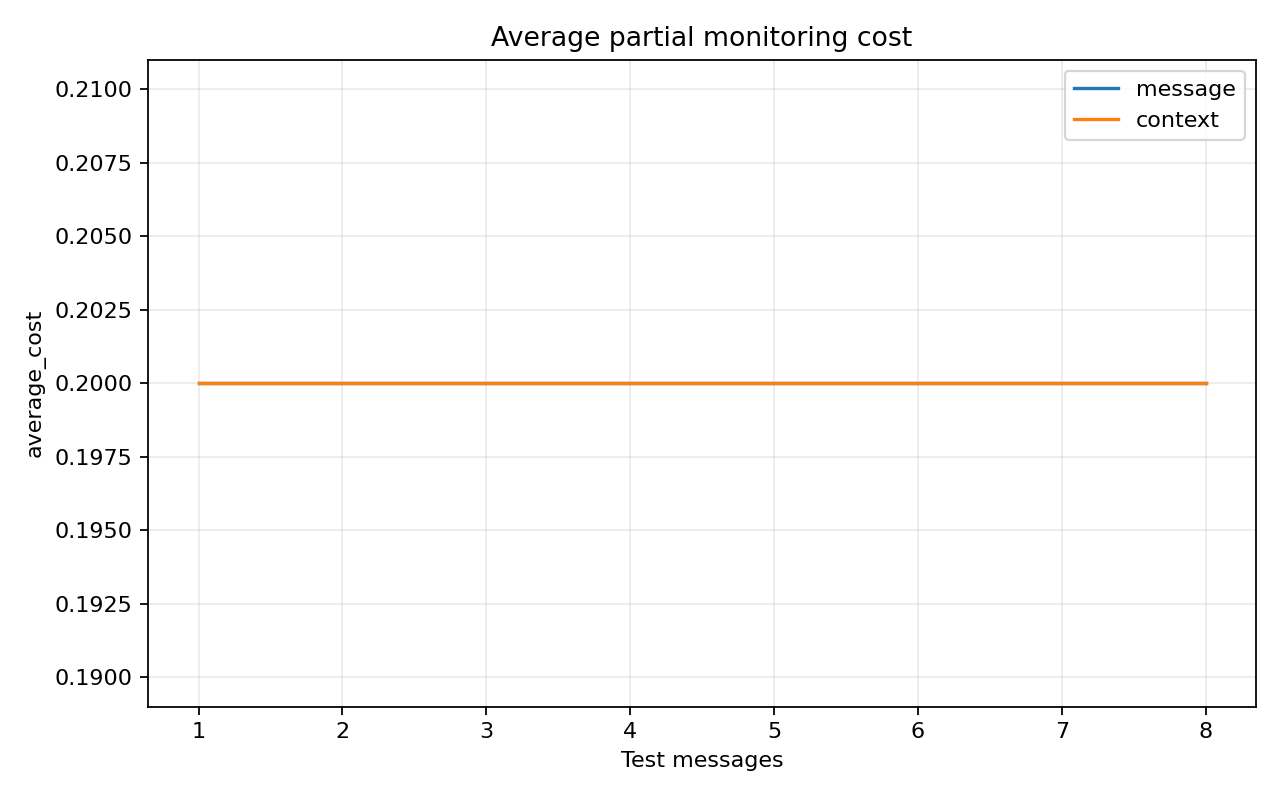 Average partial monitoring cost
message
context
average_cost
0.2100
0.2075
0.2050
0.2025
0.2000
0.1975
0.1950
0.1925
0.1900
1 2 3 4 5 6 7 8
Test messages